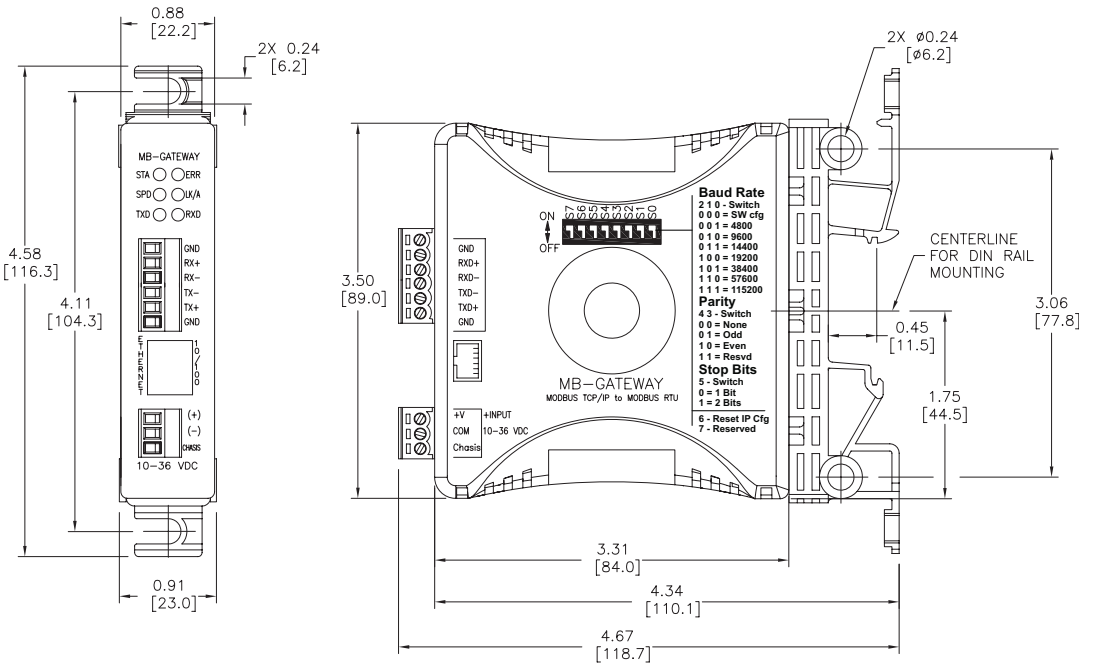 0.88
[22.2]
2X 0.24
[6.2]
4.58
[116.3]
4.11
[104.3]
MB-GATEWAY
STA ERR
SPD LK/A
TXD RXD
GND
RX+
RX-
TX-
TX+
GND
ETHERNET
10/100
(+)
(-)
CHASIS
10-36 VDC
0.91
[23.0]
3.50
[89.0]
ON
OFF
S7 S6 S5 S4 S3 S2 S1 S0
GND
RXD+
RXD-
TXD-
TXD+
GND
MB-GATEWAY
MODBUS TCP/IP to MODBUS RTU
+V +INPUT
COM 10-36 VDC
Chasis
Baud Rate
2 1 0 - Switch
0 0 0 = SW cfg
0 0 1 = 4800
0 1 0 = 9600
0 1 1 = 14400
1 0 0 = 19200
1 0 1 = 38400
1 1 0 = 57600
1 1 1 = 115200
Parity
4 3 - Switch
0 0 = None
0 1 = Odd
1 0 = Even
1 1 = Resvd
Stop Bits
5 - Switch
0 = 1 Bit
1 = 2 Bits
6 - Reset IP Cfg
7 - Reserved
2X ø0.24
[ø6.2]
CENTERLINE
FOR DIN RAIL
MOUNTING
3.06
[77.8]
0.45
[11.5]
1.75
[44.5]
3.31
[84.0]
4.34
[110.1]
4.67
[118.7]